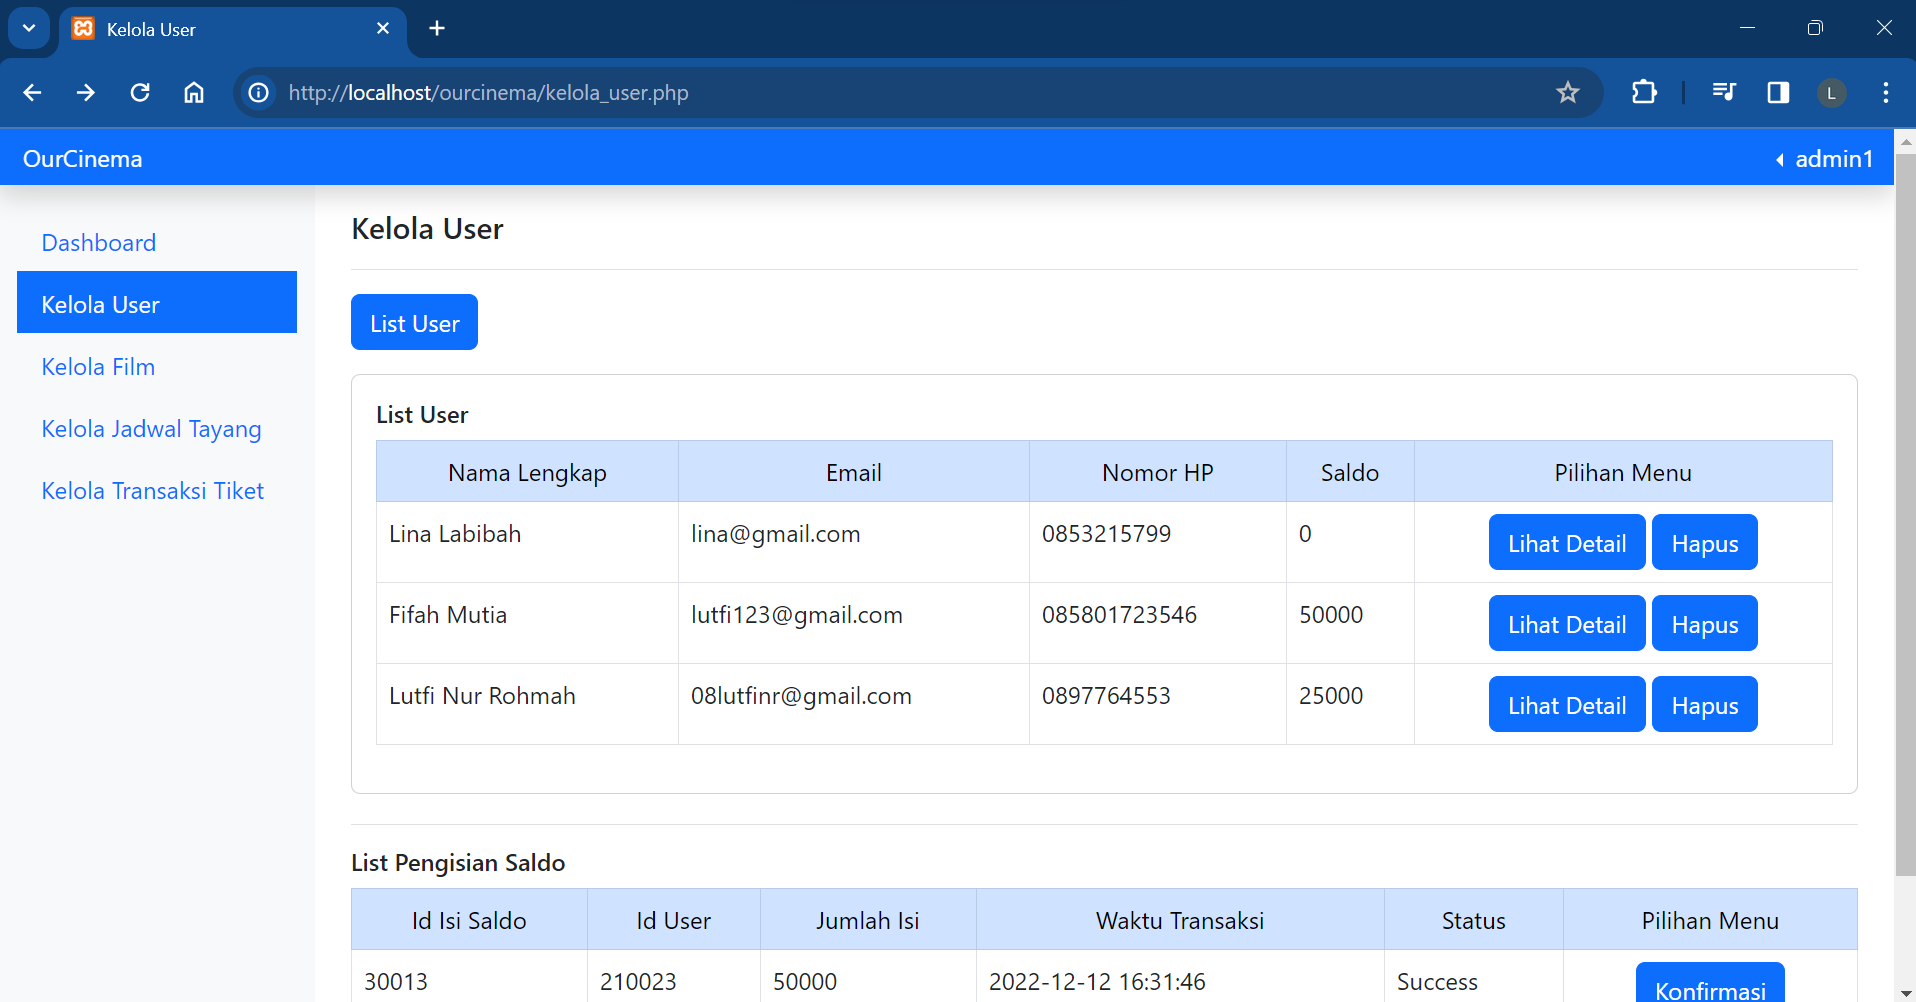 Kelola User
http://localhost/ourcinema/kelola_user.php
L
OurCinema
admin1
Dashboard
Kelola User
Kelola Film
Kelola Jadwal Tayang
Kelola Transaksi Tiket
Kelola User
List User
List User
Nama Lengkap Email Nomor HP Saldo Pilihan Menu
Lina Labibah lina@gmail.com 0853215799 0 Lihat Detail Hapus
Fifah Mutia lutfi123@gmail.com 085801723546 50000 Lihat Detail Hapus
Lutfi Nur Rohmah 08lutfinr@gmail.com 0897764553 25000 Lihat Detail Hapus
List Pengisian Saldo
Id Isi Saldo Id User Jumlah Isi Waktu Transaksi Status Pilihan Menu
30013 210023 50000 2022-12-12 16:31:46 Success Konfirmasi